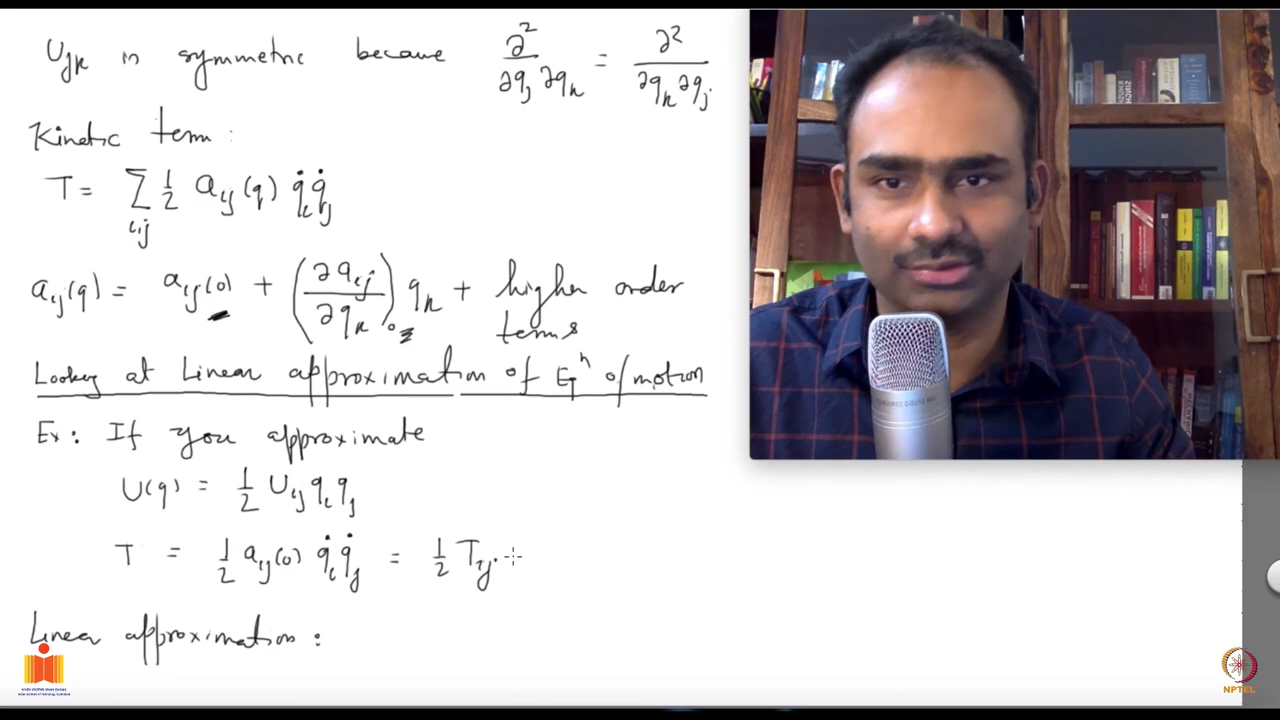 U_jk is symmetric because ∂²/∂q_j ∂q_k = ∂²/∂q_k ∂q_j
Kinetic term:
T = Σ_i,j 1/2 a_ij(q) q̇_i q̇_j
a_ij(q) = a_ij(0) + (∂a_ij/∂q_k)_0 q_k + higher order terms
Looking at Linear approximation of Eqⁿ of motion
Ex: If you approximate
U(q) = 1/2 U_ij q_i q_j
T = 1/2 a_ij(0) q̇_i q̇_j = 1/2 T_ij
Linear approximation:
NPTEL